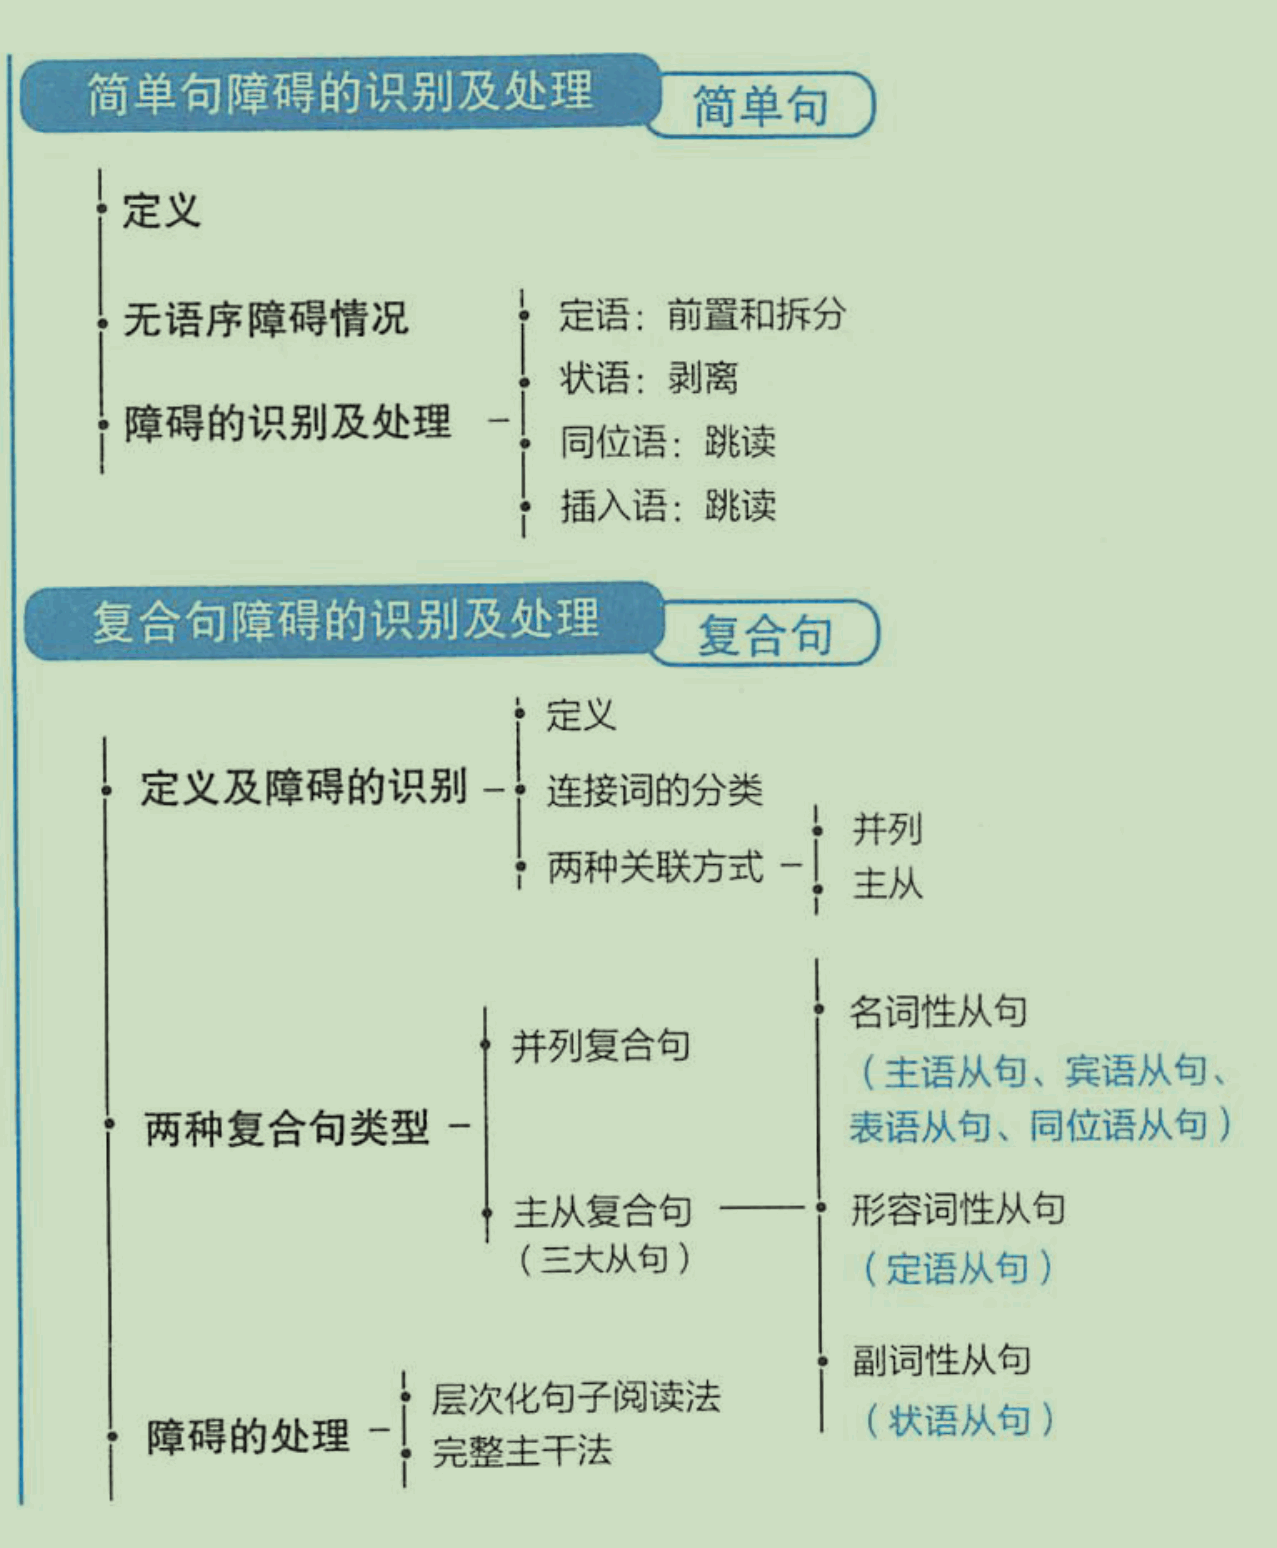 简单句障碍的识别及处理
简单句
定义
无语序障碍情况
障碍的识别及处理
定语：前置和拆分
状语：剥离
同位语：跳读
插入语：跳读
复合句障碍的识别及处理
复合句
定义及障碍的识别
定义
连接词的分类
两种关联方式
并列
主从
两种复合句类型
并列复合句
主从复合句
（三大从句）
名词性从句
（主语从句、宾语从句、
表语从句、同位语从句）
形容词性从句
（定语从句）
副词性从句
（状语从句）
障碍的处理
层次化句子阅读法
完整主干法